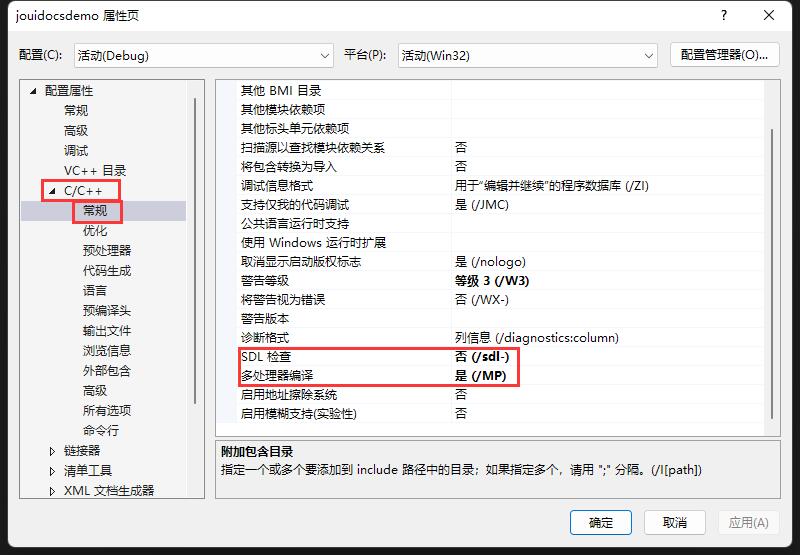 jouidocsdemo 属性页
配置(C): 活动(Debug) 平台(P): 活动(Win32) 配置管理器(O)...
配置属性
常规
高级
调试
VC++ 目录
C/C++
常规
优化
预处理器
代码生成
语言
预编译头
输出文件
浏览信息
外部包含
高级
所有选项
命令行
链接器
清单工具
XML 文档生成器
其他 BMI 目录
其他模块依赖项
其他标头单元依赖项
扫描源以查找模块依赖关系 否
将包含转换为导入 否
调试信息格式 用于“编辑并继续”的程序数据库 (/ZI)
支持仅我的代码调试 是 (/JMC)
公共语言运行时支持
使用 Windows 运行时扩展
取消显示启动版权标志 是 (/nologo)
警告等级 等级 3 (/W3)
将警告视为错误 否 (/WX-)
警告版本
诊断格式 列信息 (/diagnostics:column)
SDL 检查 否 (/sdl-)
多处理器编译 是 (/MP)
启用地址擦除系统 否
启用模糊支持(实验性) 否
附加包含目录
指定一个或多个要添加到 include 路径中的目录；如果指定多个，请用 ";" 分隔。(/I[path])
确定 取消 应用(A)